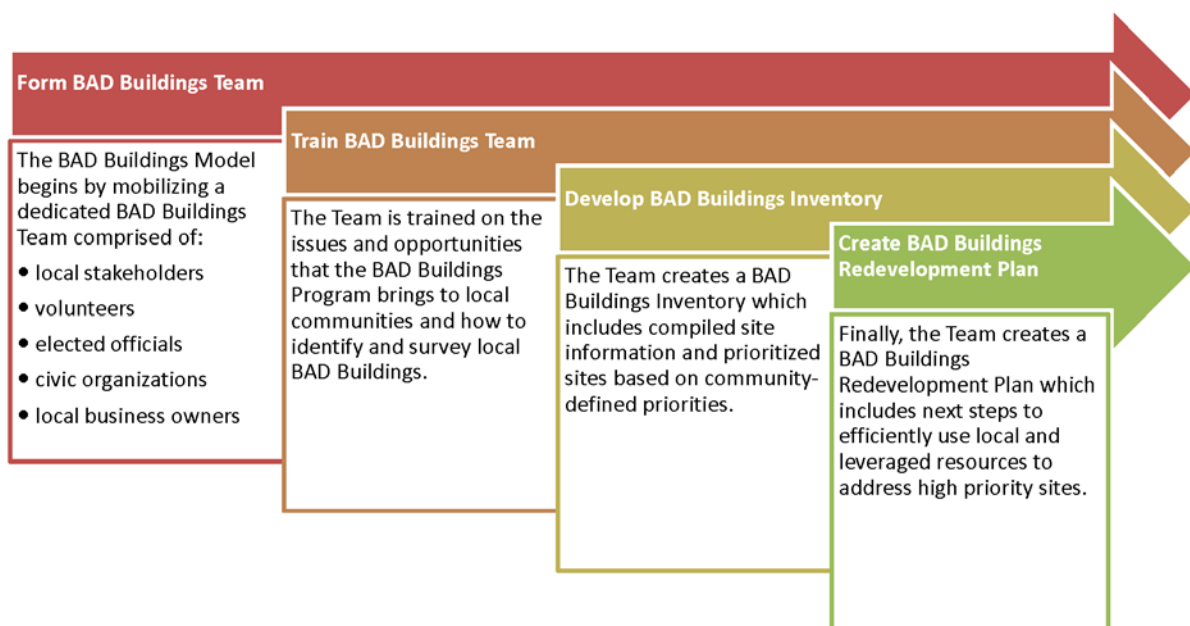 Form BAD Buildings Team
The BAD Buildings Model
begins by mobilizing a
dedicated BAD Buildings
Team comprised of:
• local stakeholders
• volunteers
• elected officials
• civic organizations
• local business owners
Train BAD Buildings Team
The Team is trained on the
issues and opportunities
that the BAD Buildings
Program brings to local
communities and how to
identify and survey local
BAD Buildings.
Develop BAD Buildings Inventory
The Team creates a BAD
Buildings Inventory which
includes compiled site
information and prioritized
sites based on community-
defined priorities.
Create BAD Buildings
Redevelopment Plan
Finally, the Team creates a
BAD Buildings
Redevelopment Plan which
includes next steps to
efficiently use local and
leveraged resources to
address high priority sites.